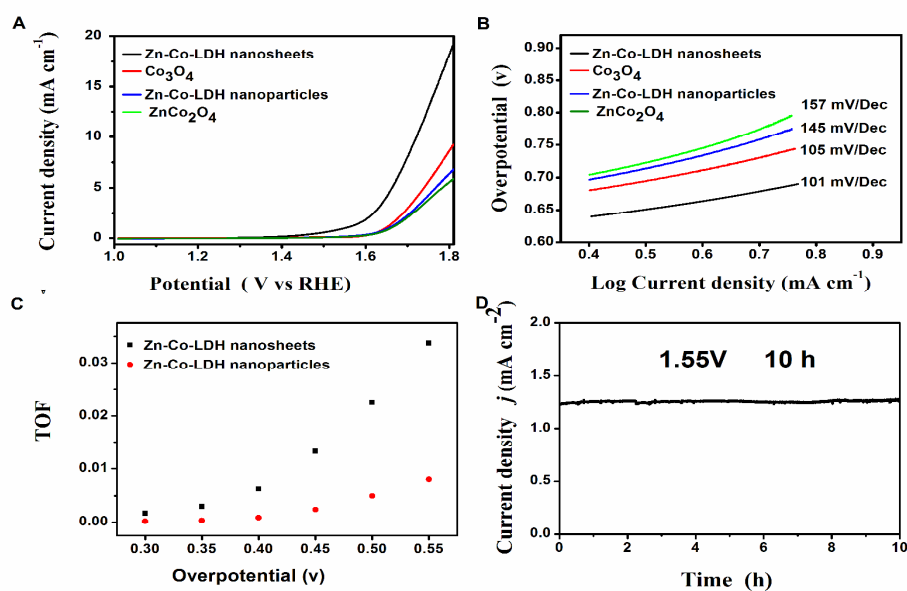 A
Current density (mA cm-1)
20
15
10
5
0
Zn-Co-LDH nanosheets
Co3O4
Zn-Co-LDH nanoparticles
ZnCo2O4
1.0 1.2 1.4 1.6 1.8
Potential ( V vs RHE)
B
Overpotential (v)
0.90
0.85
0.80
0.75
0.70
0.65
0.60
Zn-Co-LDH nanosheets
Co3O4
Zn-Co-LDH nanoparticles
ZnCo2O4
157 mV/Dec
145 mV/Dec
105 mV/Dec
101 mV/Dec
0.4 0.5 0.6 0.7 0.8 0.9
Log Current density (mA cm-1)
C
TOF
0.03
0.02
0.01
0.00
Zn-Co-LDH nanosheets
Zn-Co-LDH nanoparticles
0.30 0.35 0.40 0.45 0.50 0.55
Overpotential (v)
D
Current density j (mA cm-2)
2.0
1.5
1.0
0.5
0.0
1.55V 10 h
0 2 4 6 8 10
Time (h)